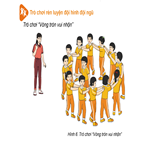 Trò chơi rèn luyện đội hình đội ngũ
Trò chơi "Vòng tròn vui nhộn"
Hình 8. Trò chơi "Vòng tròn vui nhộn"